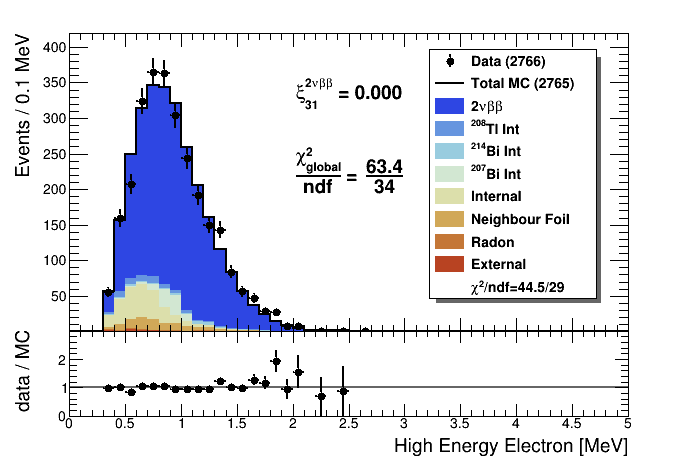 Events / 0.1 MeV
400
350
300
250
200
150
100
50
ξ 2νββ 31 = 0.000
χ² global / ndf = 63.4 / 34
Data (2766)
Total MC (2765)
2νββ
²⁰⁸Tl Int
²¹⁴Bi Int
²⁰⁷Bi Int
Internal
Neighbour Foil
Radon
External
χ²/ndf=44.5/29
data / MC
2
1
0
0 0.5 1 1.5 2 2.5 3 3.5 4 4.5 5
High Energy Electron [MeV]